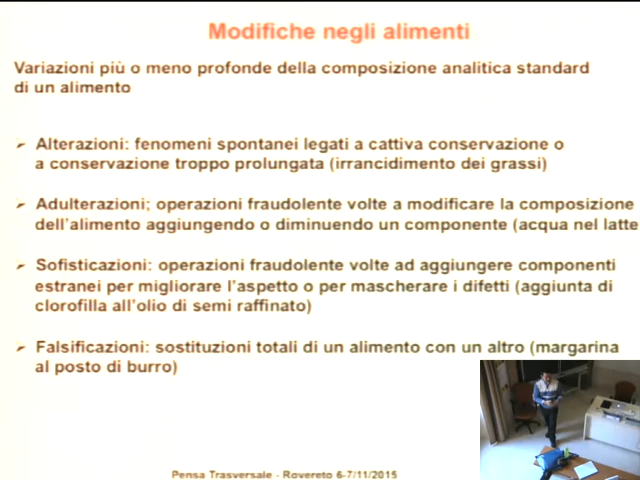 Modifiche negli alimenti
Variazioni più o meno profonde della composizione analitica standard
di un alimento
Alterazioni: fenomeni spontanei legati a cattiva conservazione o
a conservazione troppo prolungata (irrancidimento dei grassi)
Adulterazioni; operazioni fraudolente volte a modificare la composizione
dell'alimento aggiungendo o diminuendo un componente (acqua nel latte
Sofisticazioni: operazioni fraudolente volte ad aggiungere componenti
estranei per migliorare l'aspetto o per mascherare i difetti (aggiunta di
clorofilla all'olio di semi raffinato)
Falsificazioni: sostituzioni totali di un alimento con un altro (margarina
al posto di burro)
Pensa Trasversale - Rovereto 6-7/11/2015